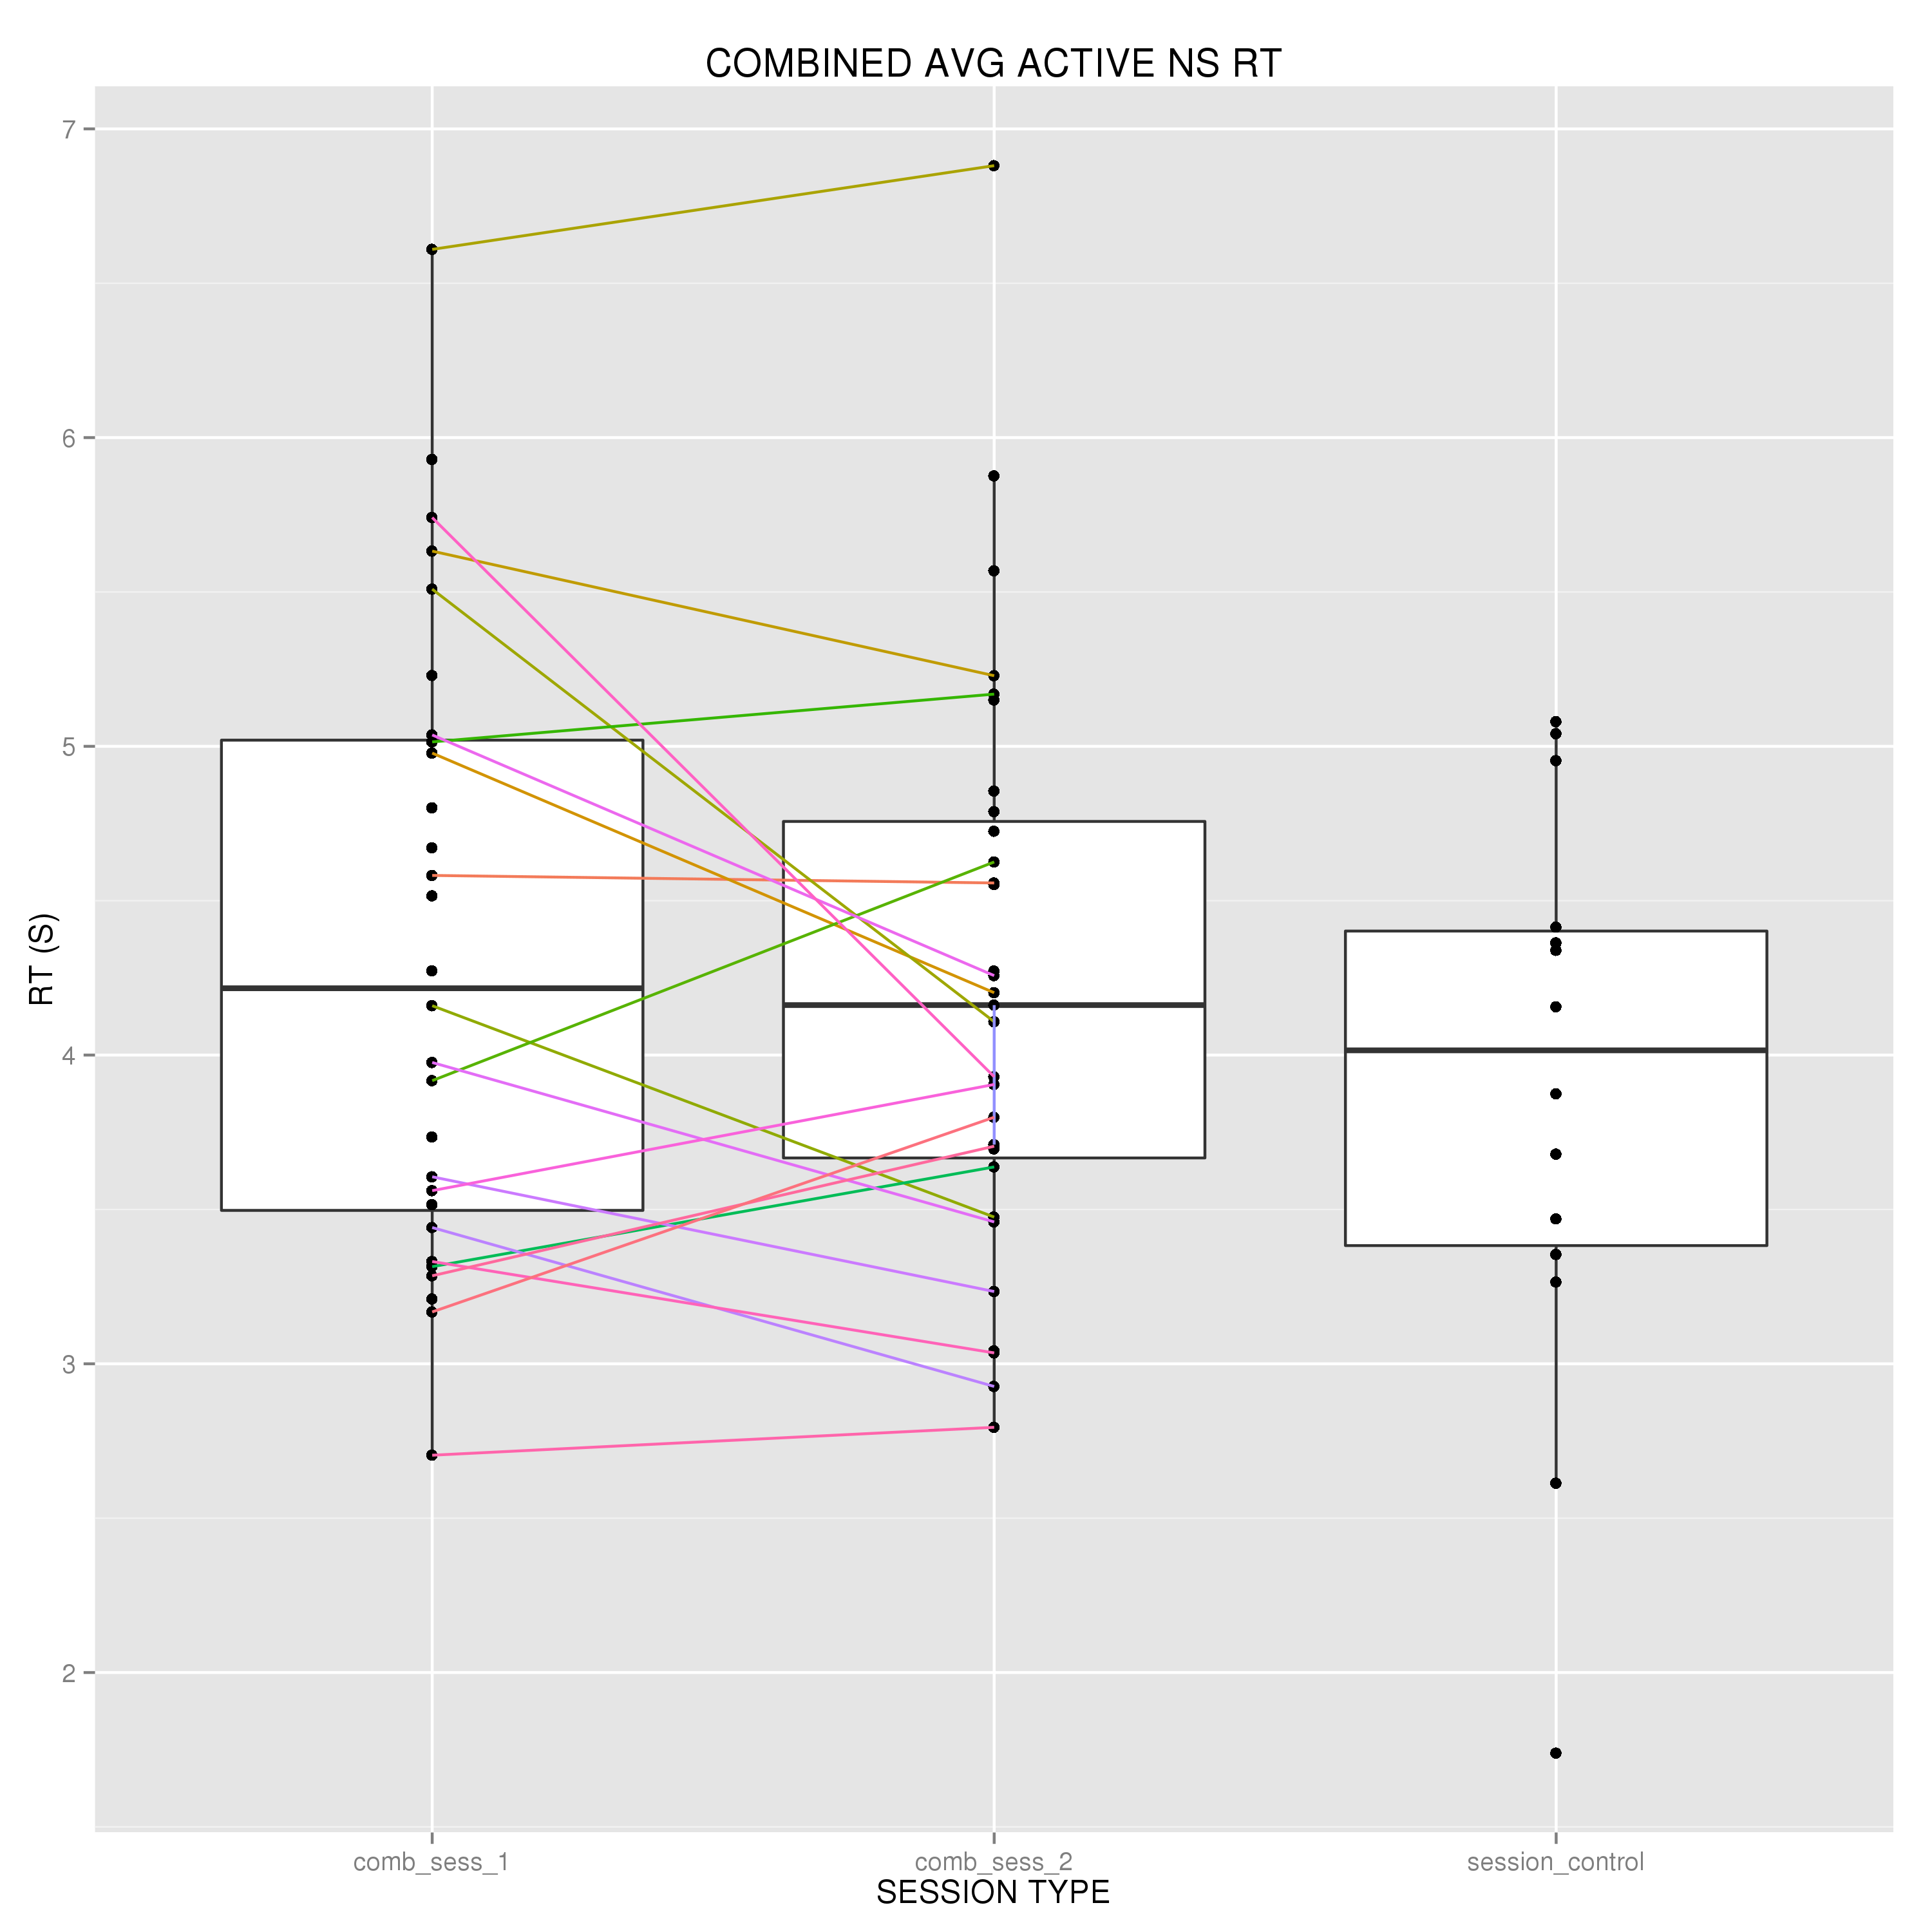 COMBINED AVG ACTIVE NS RT
7
6
5
4
3
2
RT (S)
comb_sess_1
comb_sess_2
session_control
SESSION TYPE